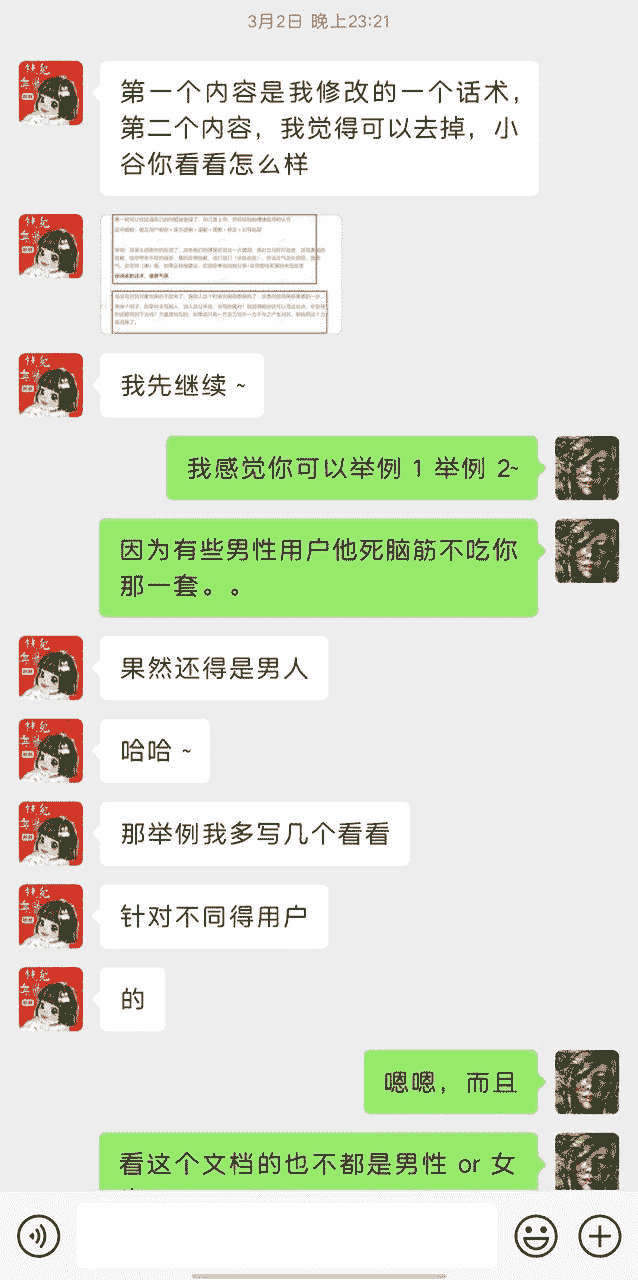 3月2日 晚上23:21
第一个内容是我修改的一个话术，
第二个内容，我觉得可以去掉，小
谷你看看怎么样
我先继续 ~
我感觉你可以举例 1 举例 2~
因为有些男性用户他死脑筋不吃你
那一套。。
果然还得是男人
哈哈 ~
那举例我多写几个看看
针对不同得用户
的
嗯嗯，而且
看这个文档的也不都是男性 or 女